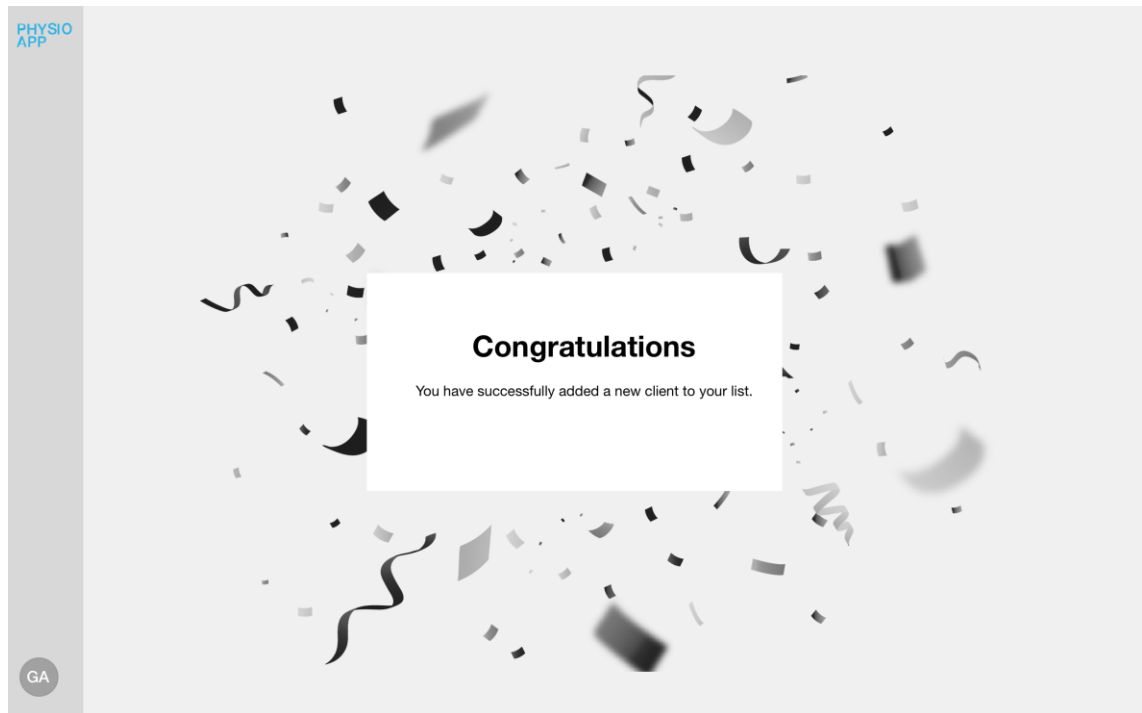 PHYSIO
APP
Congratulations
You have successfully added a new client to your list.
GA